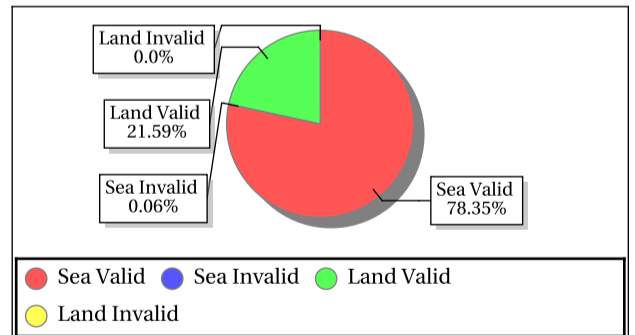 Land Invalid
0.0%
Land Valid
21.59%
Sea Invalid
0.06%
Sea Valid
78.35%
Sea Valid Sea Invalid Land Valid
Land Invalid